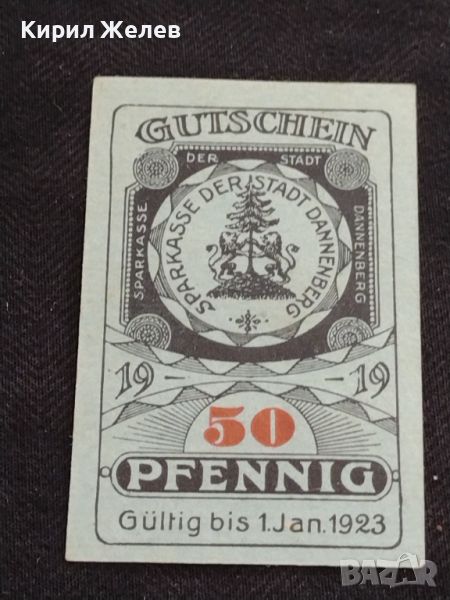 Кирил Желев
GUTSCHEIN
DER STADT
SPARKASSE
DANNENBERG
SPARKASSE DER STADT DANNENBERG
19 — 19
50
PFENNIG
Gültig bis 1. Jan. 1923
BAZAR